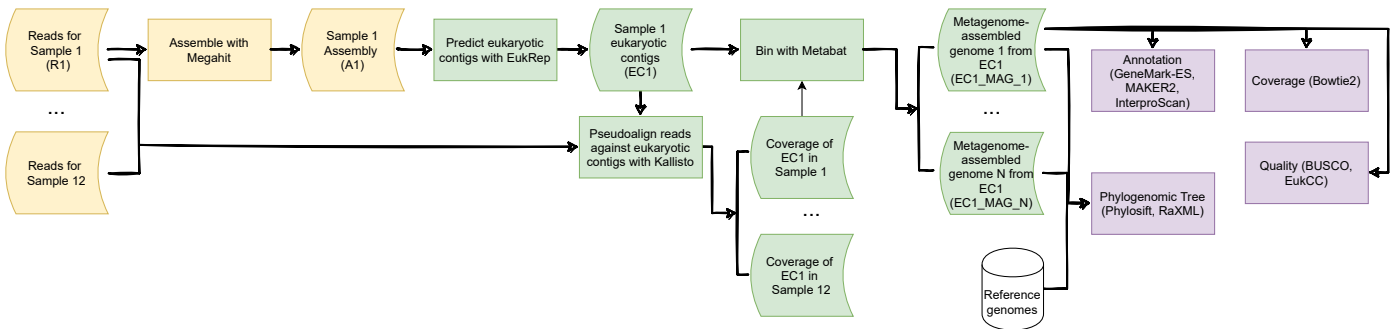 Reads for
Sample 1
(R1)
...
Reads for
Sample 12
Assemble with
Megahit
Sample 1
Assembly
(A1)
Predict eukaryotic
contigs with EukRep
Sample 1
eukaryotic
contigs
(EC1)
Pseudoalign reads
against eukaryotic
contigs with Kallisto
Bin with Metabat
Coverage of
EC1 in
Sample 1
...
Coverage of
EC1 in
Sample 12
Metagenome-
assembled
genome 1 from
EC1
(EC1_MAG_1)
...
Metagenome-
assembled
genome N from
EC1
(EC1_MAG_N)
Reference
genomes
Annotation
(GeneMark-ES,
MAKER2,
InterproScan)
Coverage (Bowtie2)
Quality (BUSCO,
EukCC)
Phylogenomic Tree
(Phylosift, RaXML)